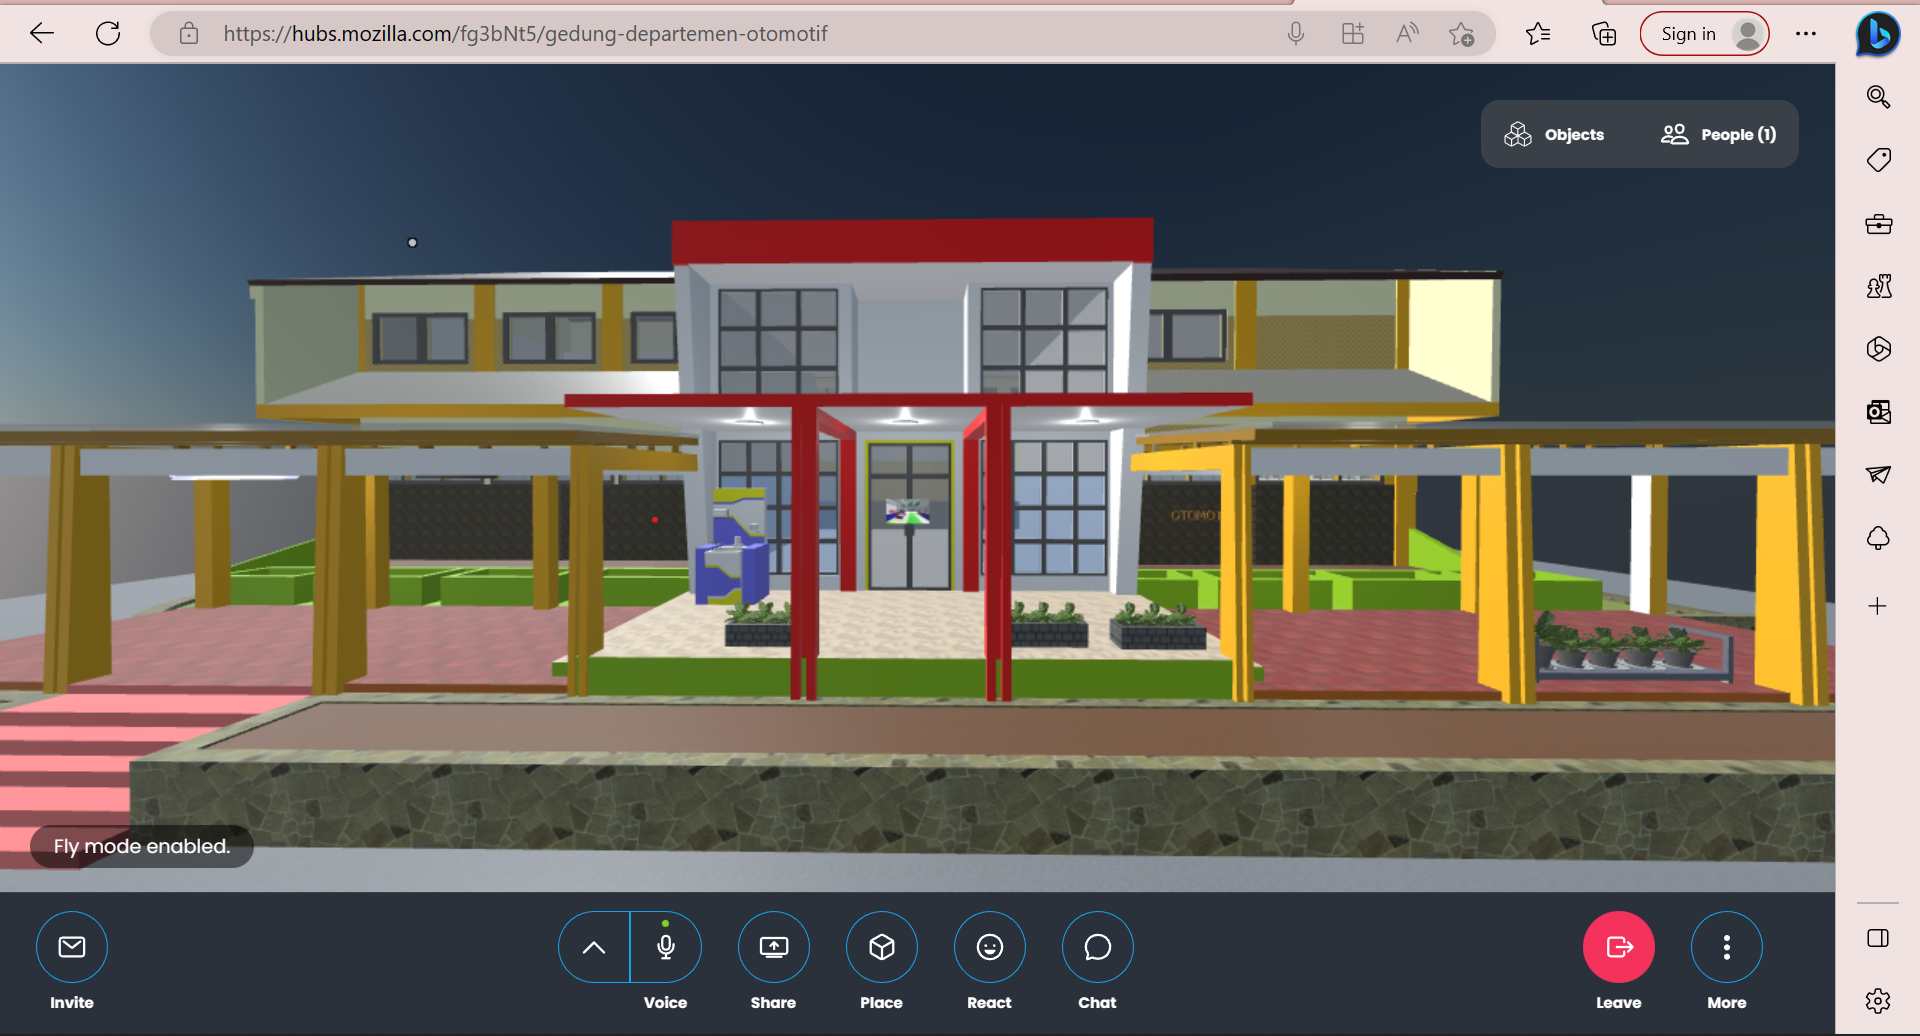 https://hubs.mozilla.com/fg3bNt5/gedung-departemen-otomotif
Sign in
Objects
People (1)
OTOMOT
Fly mode enabled.
Invite
Voice
Share
Place
React
Chat
Leave
More